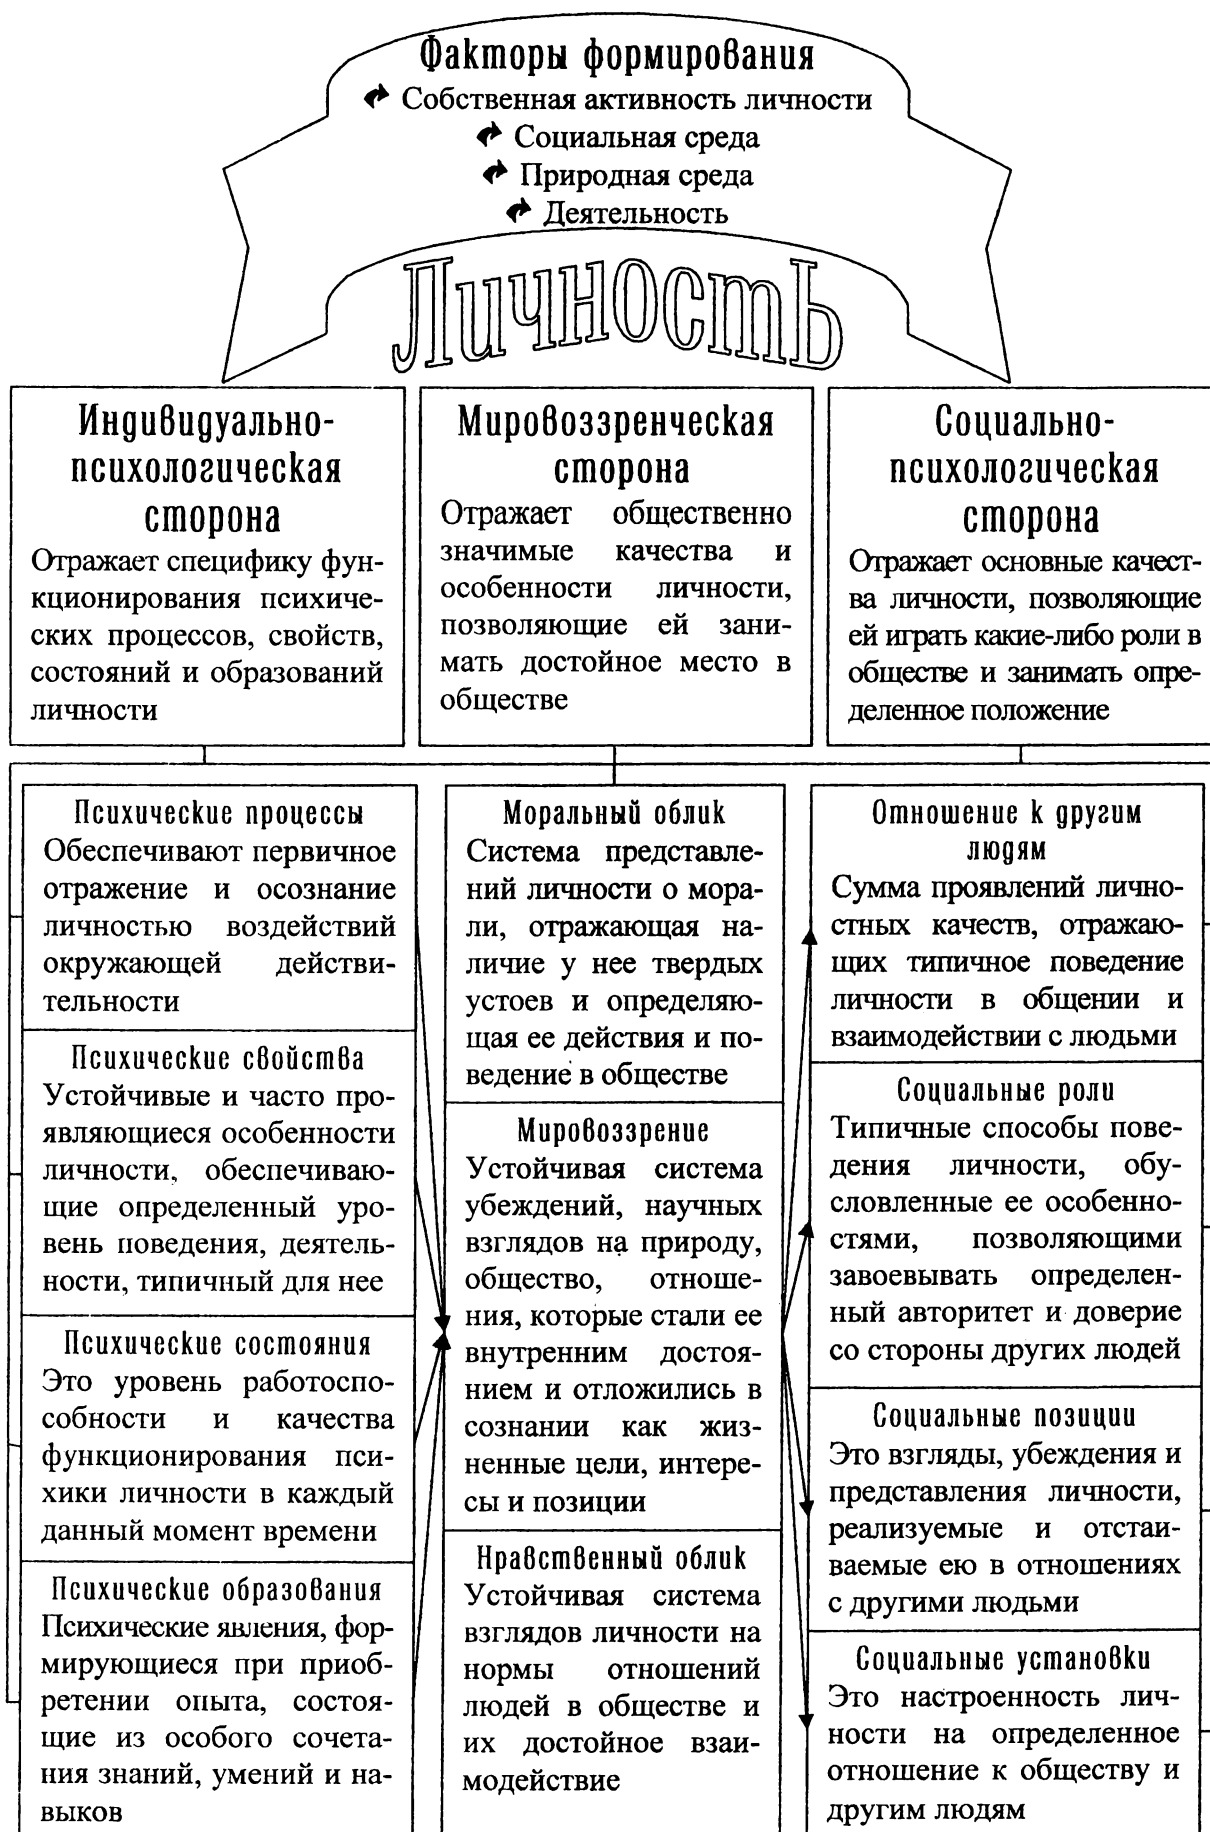 Факторы формирования
Собственная активность личности
Социальная среда
Природная среда
Деятельность
Личность
Индивидуально-
психологическая
сторона
Отражает специфику фун-
кционирования психиче-
ских процессов, свойств,
состояний и образований
личности
Мировоззренческая
сторона
Отражает общественно
значимые качества и
особенности личности,
позволяющие ей зани-
мать достойное место в
обществе
Социально-
психологическая
сторона
Отражает основные качест-
ва личности, позволяющие
ей играть какие-либо роли в
обществе и занимать опре-
деленное положение
Психические процессы
Обеспечивают первичное
отражение и осознание
личностью воздействий
окружающей действи-
тельности
Психические свойства
Устойчивые и часто про-
являющиеся особенности
личности, обеспечиваю-
щие определенный уро-
вень поведения, деятель-
ности, типичный для нее
Психические состояния
Это уровень работоспо-
собности и качества
функционирования пси-
хики личности в каждый
данный момент времени
Психические образования
Психические явления, фор-
мирующиеся при приоб-
ретении опыта, состоя-
щие из особого сочета-
ния знаний, умений и на-
выков
Моральный облик
Система представле-
ний личности о мора-
ли, отражающая на-
личие у нее твердых
устоев и определяю-
щая ее действия и по-
ведение в обществе
Мировоззрение
Устойчивая система
убеждений, научных
взглядов на природу,
общество, отноше-
ния, которые стали ее
внутренним достоя-
нием и отложились в
сознании как жиз-
ненные цели, интере-
сы и позиции
Нравственный облик
Устойчивая система
взглядов личности на
нормы отношений
людей в обществе и
их достойное взаи-
модействие
Отношение к другим
людям
Сумма проявлений лично-
стных качеств, отражаю-
щих типичное поведение
личности в общении и
взаимодействии с людьми
Социальные роли
Типичные способы пове-
дения личности, обу-
словленные ее особенно-
стями, позволяющими
завоевывать определен-
ный авторитет и доверие
со стороны других людей
Социальные позиции
Это взгляды, убеждения и
представления личности,
реализуемые и отстаи-
ваемые ею в отношениях
с другими людьми
Социальные установки
Это настроенность лич-
ности на определенное
отношение к обществу и
другим людям